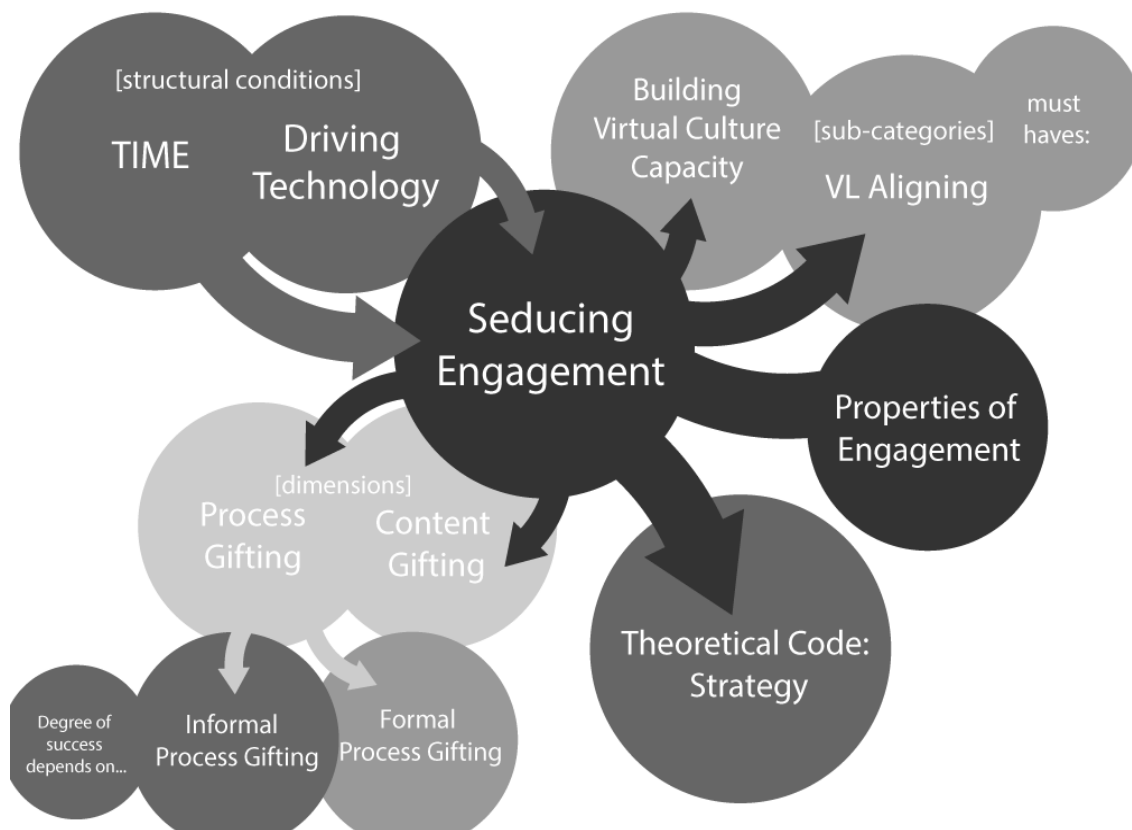 [structural conditions]
TIME
Driving
Technology
Building
Virtual Culture
Capacity
[sub-categories]
VL Aligning
must
haves:
Seducing
Engagement
Properties of
Engagement
[dimensions]
Process
Gifting
Content
Gifting
Theoretical Code:
Strategy
Degree of
success
depends on...
Informal
Process Gifting
Formal
Process Gifting